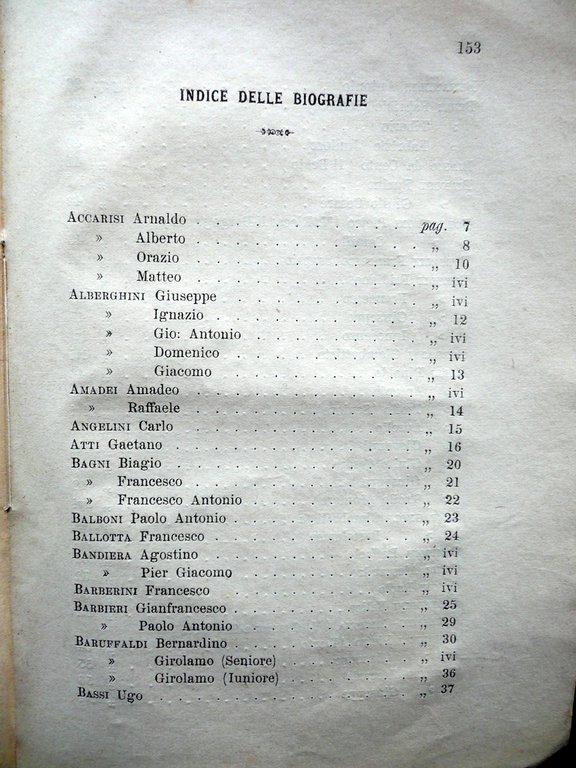 153
INDICE DELLE BIOGRAFIE
ACCARISI Arnaldo . . . . . . . . . . . pag. 7
» Alberto . . . . . . . . . . . „ 8
» Orazio . . . . . . . . . . . „ 10
» Matteo . . . . . . . . . . . „ ivi
ALBERGHINI Giuseppe . . . . . . . . . . „ ivi
» Ignazio . . . . . . . . . . „ 12
» Gio: Antonio . . . . . . . . . „ ivi
» Domenico . . . . . . . . . . „ ivi
» Giacomo . . . . . . . . . . „ 13
AMADEI Amadeo . . . . . . . . . . . „ ivi
» Raffaele . . . . . . . . . . . „ 14
ANGELINI Carlo . . . . . . . . . . . „ 15
ATTI Gaetano . . . . . . . . . . . . „ 16
BAGNI Biagio . . . . . . . . . . . . „ 20
» Francesco . . . . . . . . . . . „ 21
» Francesco Antonio . . . . . . . . „ 22
BALBONI Paolo Antonio . . . . . . . . . „ 23
BALLOTTA Francesco . . . . . . . . . . „ 24
BANDIERA Agostino . . . . . . . . . . „ ivi
» Pier Giacomo . . . . . . . . . „ ivi
BARBERINI Francesco . . . . . . . . . . „ ivi
BARBIERI Gianfrancesco . . . . . . . . . „ 25
» Paolo Antonio . . . . . . . . . „ 29
BARUFFALDI Bernardino . . . . . . . . . „ 30
» Girolamo (Seniore) . . . . . . . „ ivi
» Girolamo (Iuniore) . . . . . . . „ 36
BASSI Ugo . . . . . . . . . . . . . „ 37